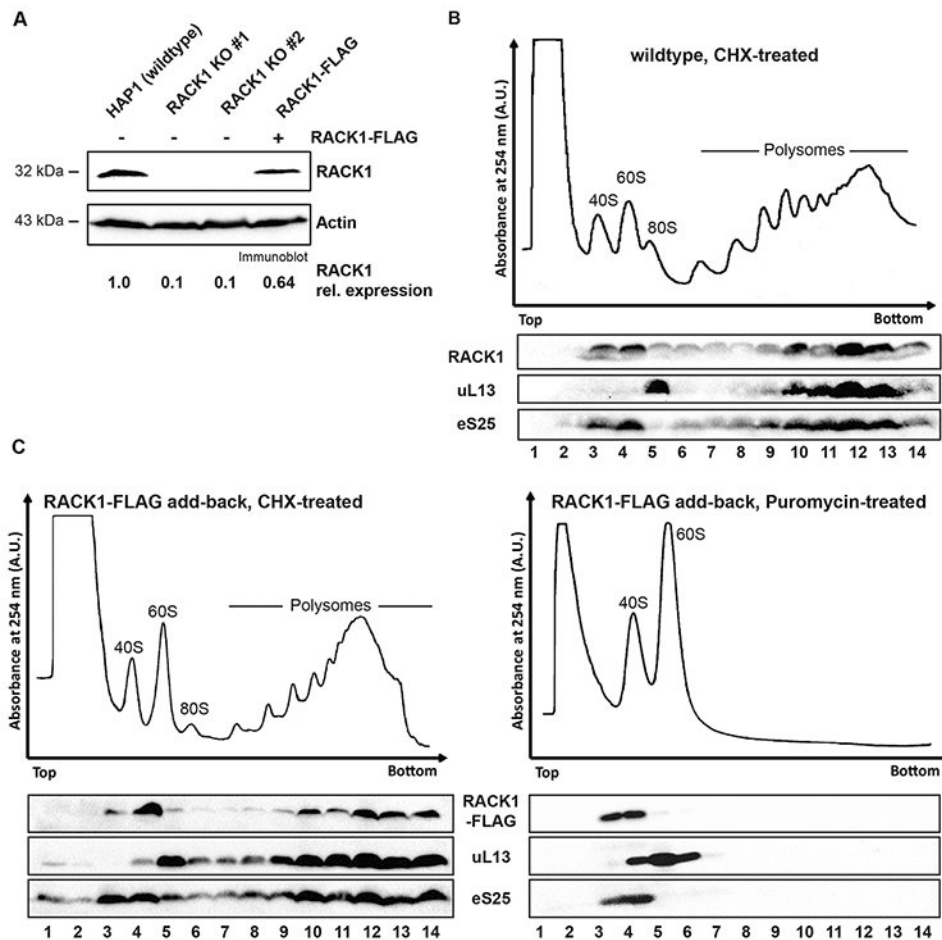 A
HAP1 (wildtype)
RACK1 KO #1
RACK1 KO #2
RACK1-FLAG
- - - + RACK1-FLAG
32 kDa RACK1
43 kDa Actin
Immunoblot
1.0 0.1 0.1 0.64 RACK1
rel. expression
B
wildtype, CHX-treated
Absorbance at 254 nm (A.U.)
Polysomes
40S
60S
80S
Top Bottom
RACK1
uL13
eS25
1 2 3 4 5 6 7 8 9 10 11 12 13 14
C
RACK1-FLAG add-back, CHX-treated
Absorbance at 254 nm (A.U.)
Polysomes
40S
60S
80S
Top Bottom
RACK1-FLAG add-back, Puromycin-treated
Absorbance at 254 nm (A.U.)
60S
40S
Top Bottom
RACK1
-FLAG
uL13
eS25
1 2 3 4 5 6 7 8 9 10 11 12 13 14
1 2 3 4 5 6 7 8 9 10 11 12 13 14